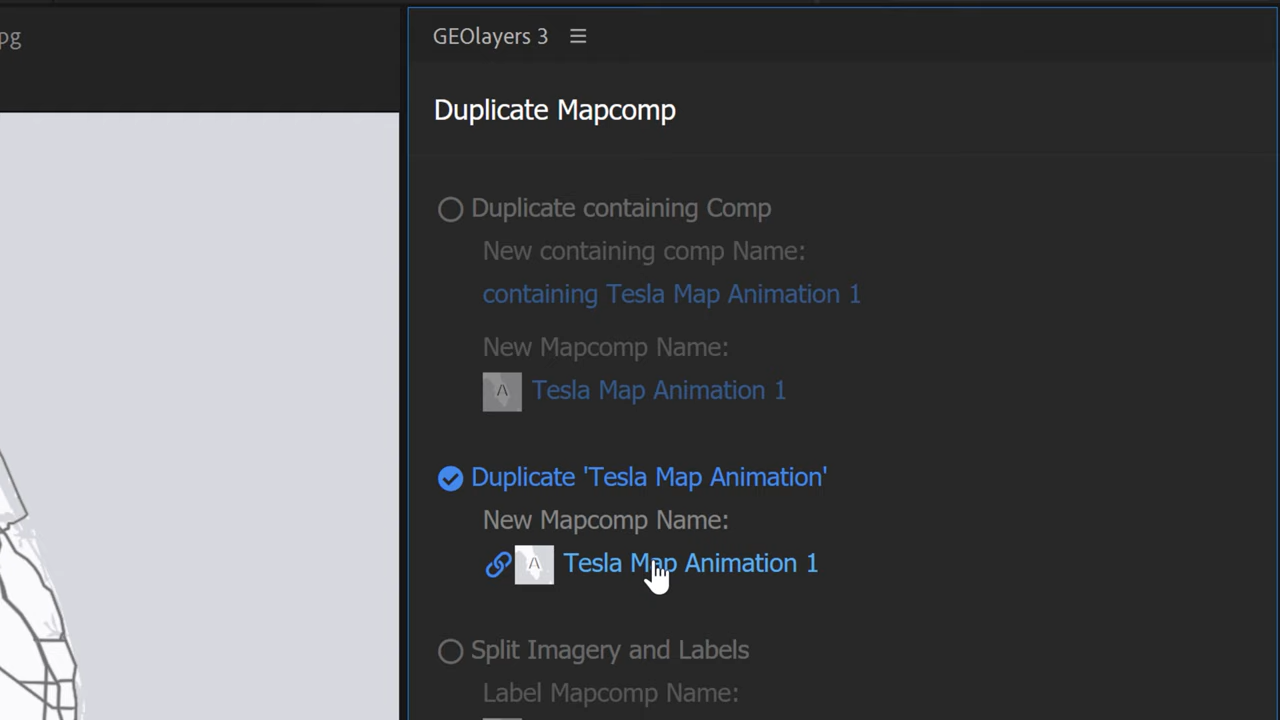 pg
GEOlayers 3
Duplicate Mapcomp
Duplicate containing Comp
New containing comp Name:
containing Tesla Map Animation 1
New Mapcomp Name:
A Tesla Map Animation 1
Duplicate 'Tesla Map Animation'
New Mapcomp Name:
A Tesla Map Animation 1
Split Imagery and Labels
Label Mapcomp Name: